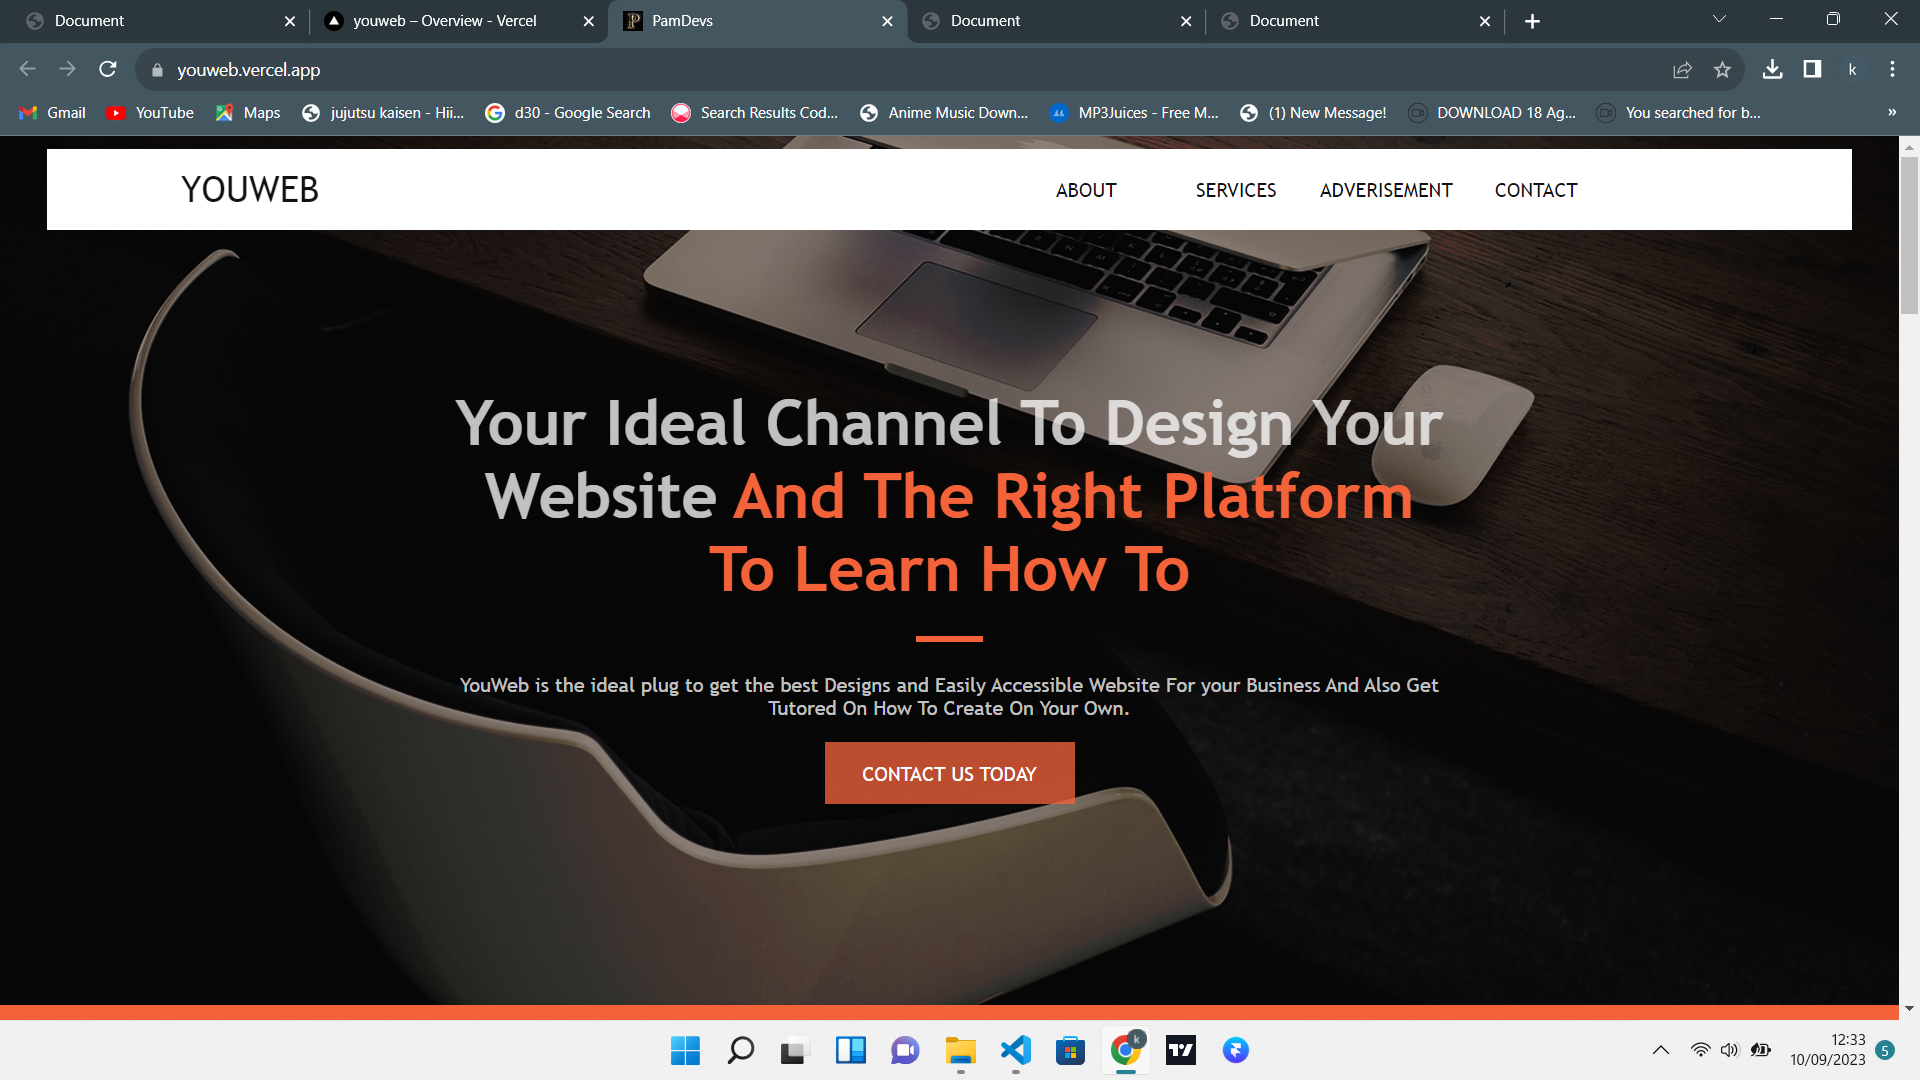 Document
youweb – Overview - Vercel
PamDevs
Document
Document
youweb.vercel.app
k
Gmail
YouTube
Maps
jujutsu kaisen - Hii...
d30 - Google Search
Search Results Cod...
Anime Music Down...
MP3Juices - Free M...
(1) New Message!
DOWNLOAD 18 Ag...
You searched for b...
»
YOUWEB
ABOUT
SERVICES
ADVERISEMENT
CONTACT
Your Ideal Channel To Design Your
Website And The Right Platform
To Learn How To
YouWeb is the ideal plug to get the best Designs and Easily Accessible Website For your Business And Also Get
Tutored On How To Create On Your Own.
CONTACT US TODAY
k
12:33
10/09/2023
5